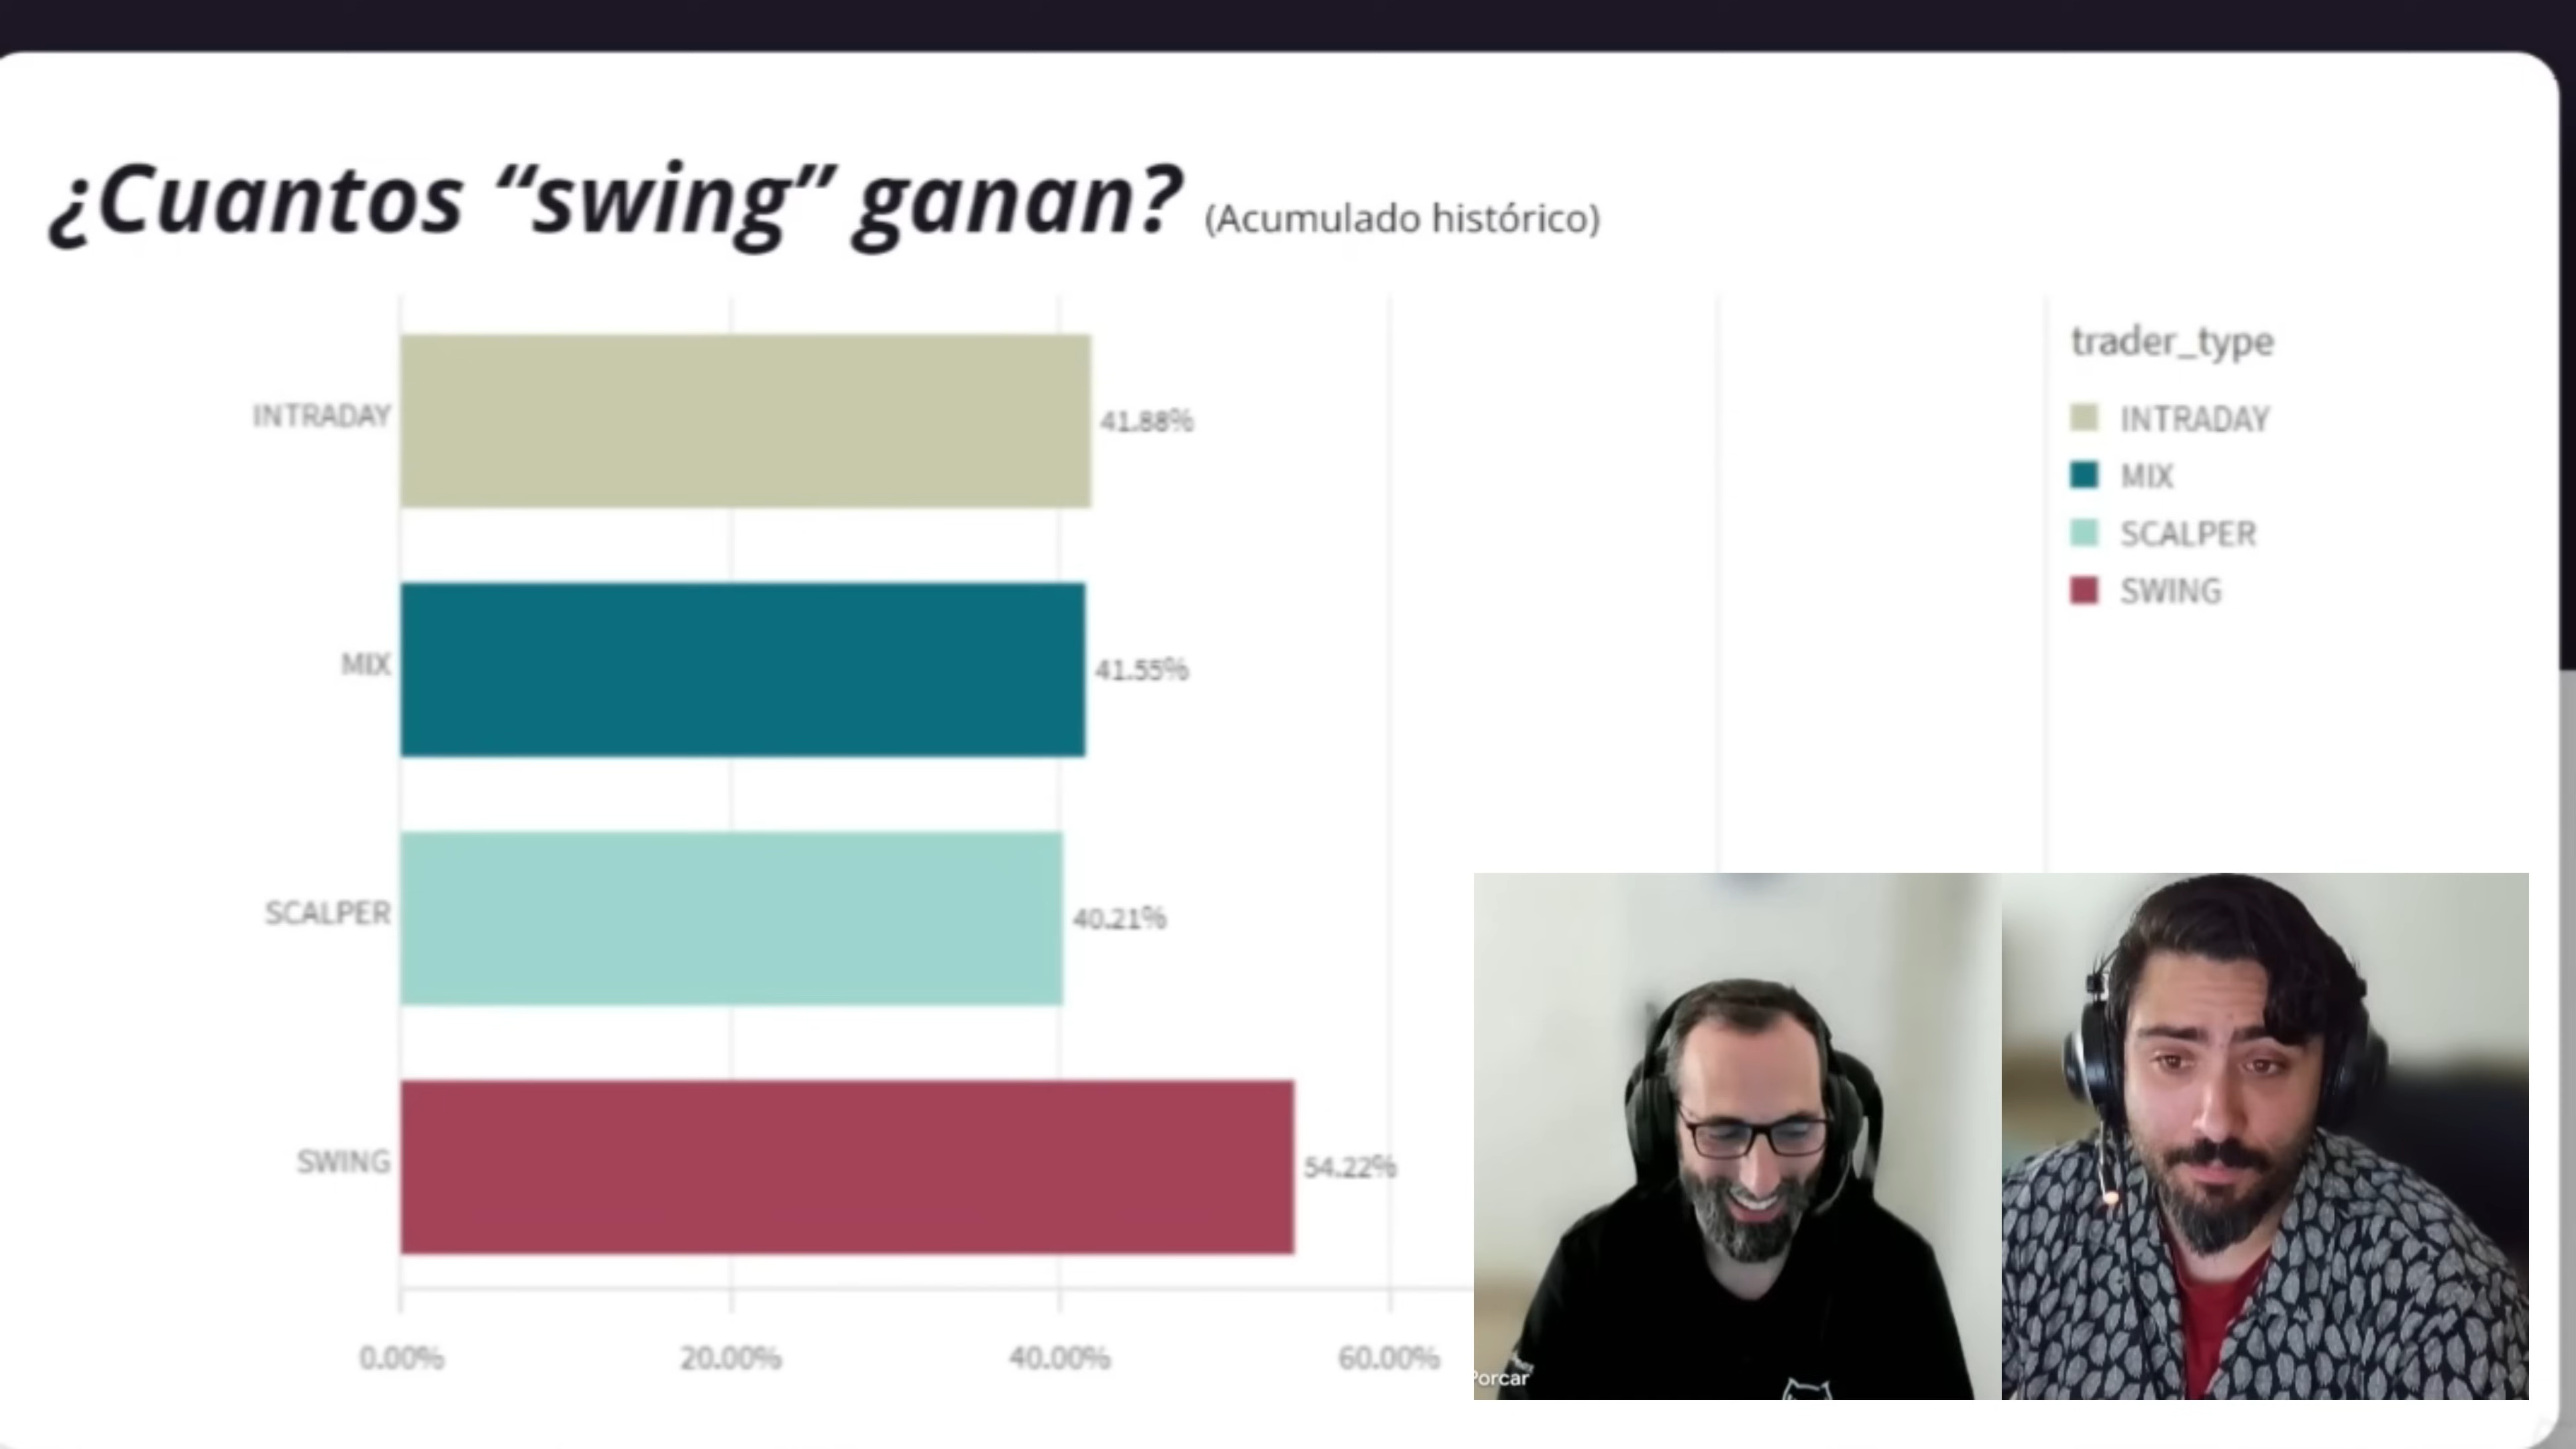 ¿Cuantos “swing” ganan? (Acumulado histórico)
trader_type
INTRADAY
MIX
SCALPER
SWING
INTRADAY
41.88%
MIX
41.55%
SCALPER
40.21%
SWING
54.22%
0.00% 20.00% 40.00% 60.00%
Porcar